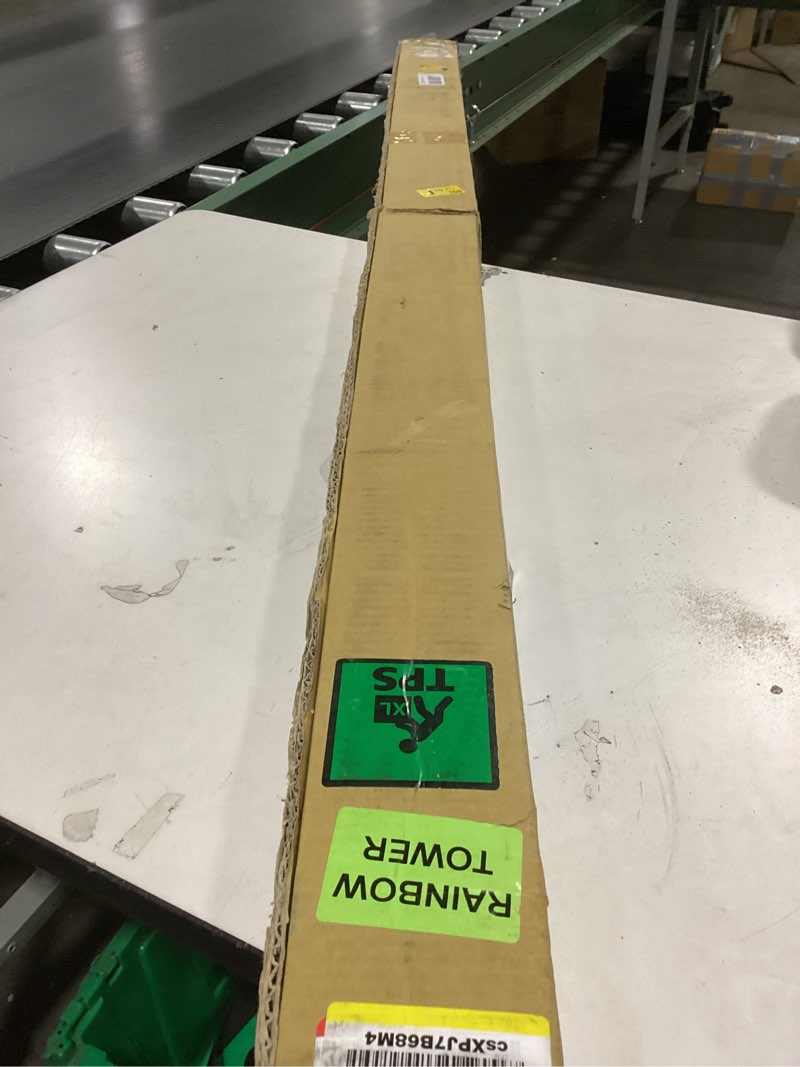 csXPJ7B68M4
RAINBOW
TOWER
XL
TPS